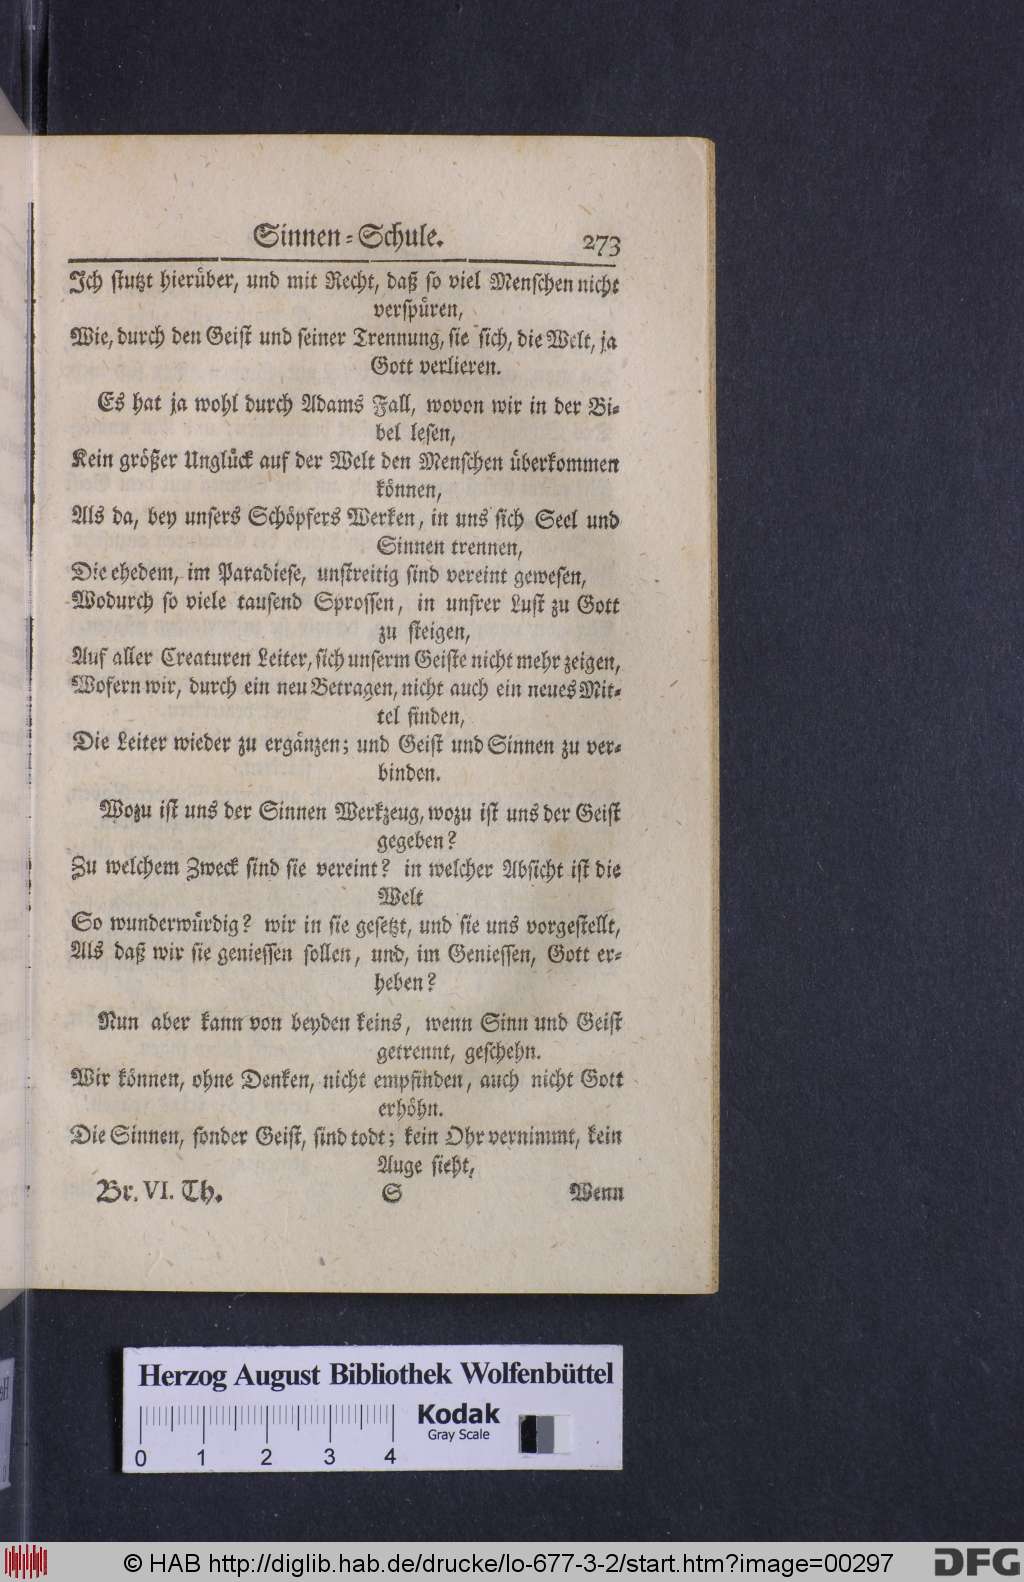 Sinnen-Schule. 273
Ich stutzt hierüber, und mit Recht, daß so viel Menschen nicht
verspüren,
Wie, durch den Geist und seiner Trennung, sie sich, die Welt, ja
Gott verlieren.
Es hat ja wohl durch Adams Fall, wovon wir in der Bi-
bel lesen,
Kein größer Unglück auf der Welt den Menschen überkommen
können,
Als da, bey unsers Schöpfers Werken, in uns sich Seel und
Sinnen trennen,
Die ehedem, im Paradiese, unstreitig sind vereint gewesen,
Wodurch so viele tausend Sprossen, in unsrer Lust zu Gott
zu steigen,
Auf aller Creaturen Leiter, sich unserm Geiste nicht mehr zeigen,
Wofern wir, durch ein neu Betragen, nicht auch ein neues Mit-
tel finden,
Die Leiter wieder zu ergänzen; und Geist und Sinnen zu ver-
binden.
Wozu ist uns der Sinnen Werkzeug, wozu ist uns der Geist
gegeben?
Zu welchem Zweck sind sie vereint? in welcher Absicht ist die
Welt
So wunderwürdig? wir in sie gesetzt, und sie uns vorgestellt,
Als daß wir sie geniessen sollen, und, im Geniessen, Gott er-
heben?
Nun aber kann von beyden keins, wenn Sinn und Geist
getrennt, geschehn.
Wir können, ohne Denken, nicht empfinden, auch nicht Gott
erhöhn.
Die Sinnen, sonder Geist, sind todt; kein Ohr vernimmt, kein
Auge sieht,
Br. VI. Th. S Wenn
Herzog August Bibliothek Wolfenbüttel
Kodak
Gray Scale
0 1 2 3 4
© HAB http://diglib.hab.de/drucke/lo-677-3-2/start.htm?image=00297 DFG